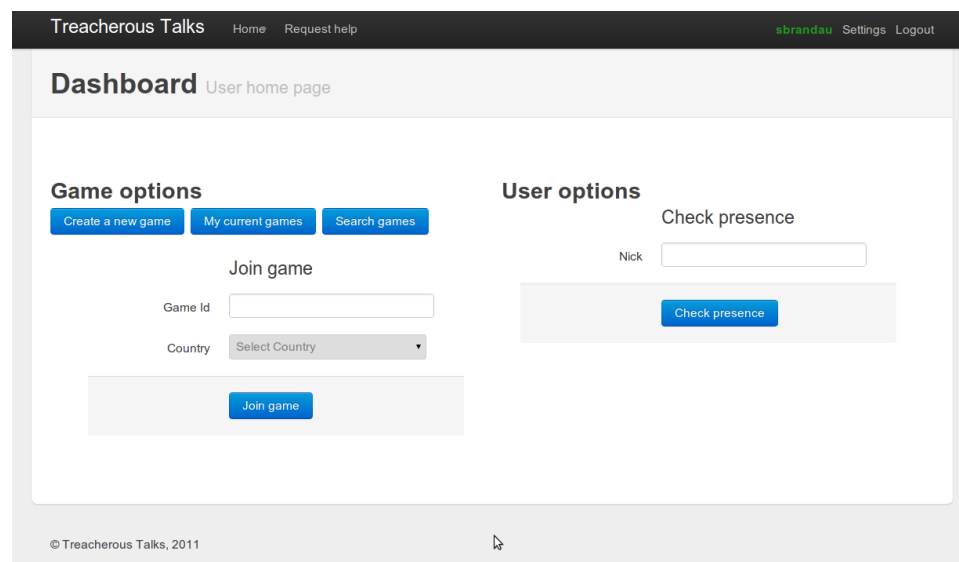 Treacherous Talks Home Request help sbrandau Settings Logout
Dashboard User home page
Game options
Create a new game My current games Search games
Join game
Game Id
Country Select Country
Join game
User options
Check presence
Nick
Check presence
© Treacherous Talks, 2011